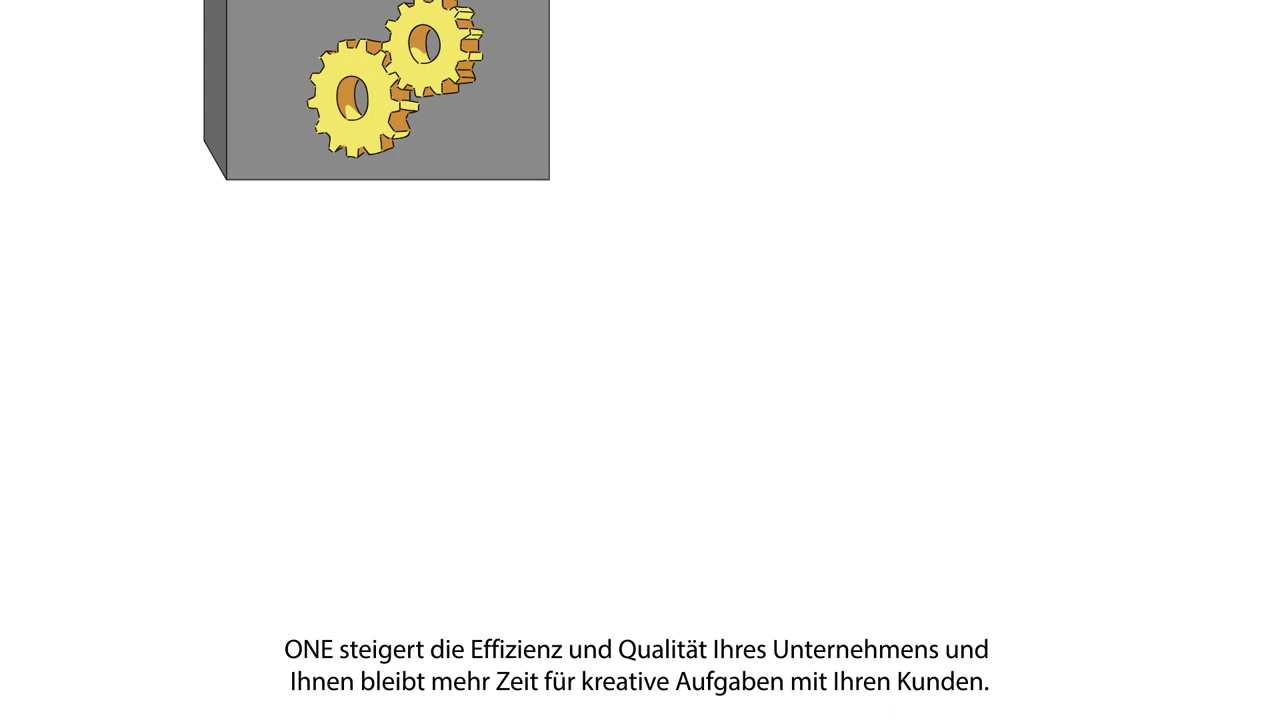 ONE steigert die Effizienz und Qualität Ihres Unternehmens und
Ihnen bleibt mehr Zeit für kreative Aufgaben mit Ihren Kunden.